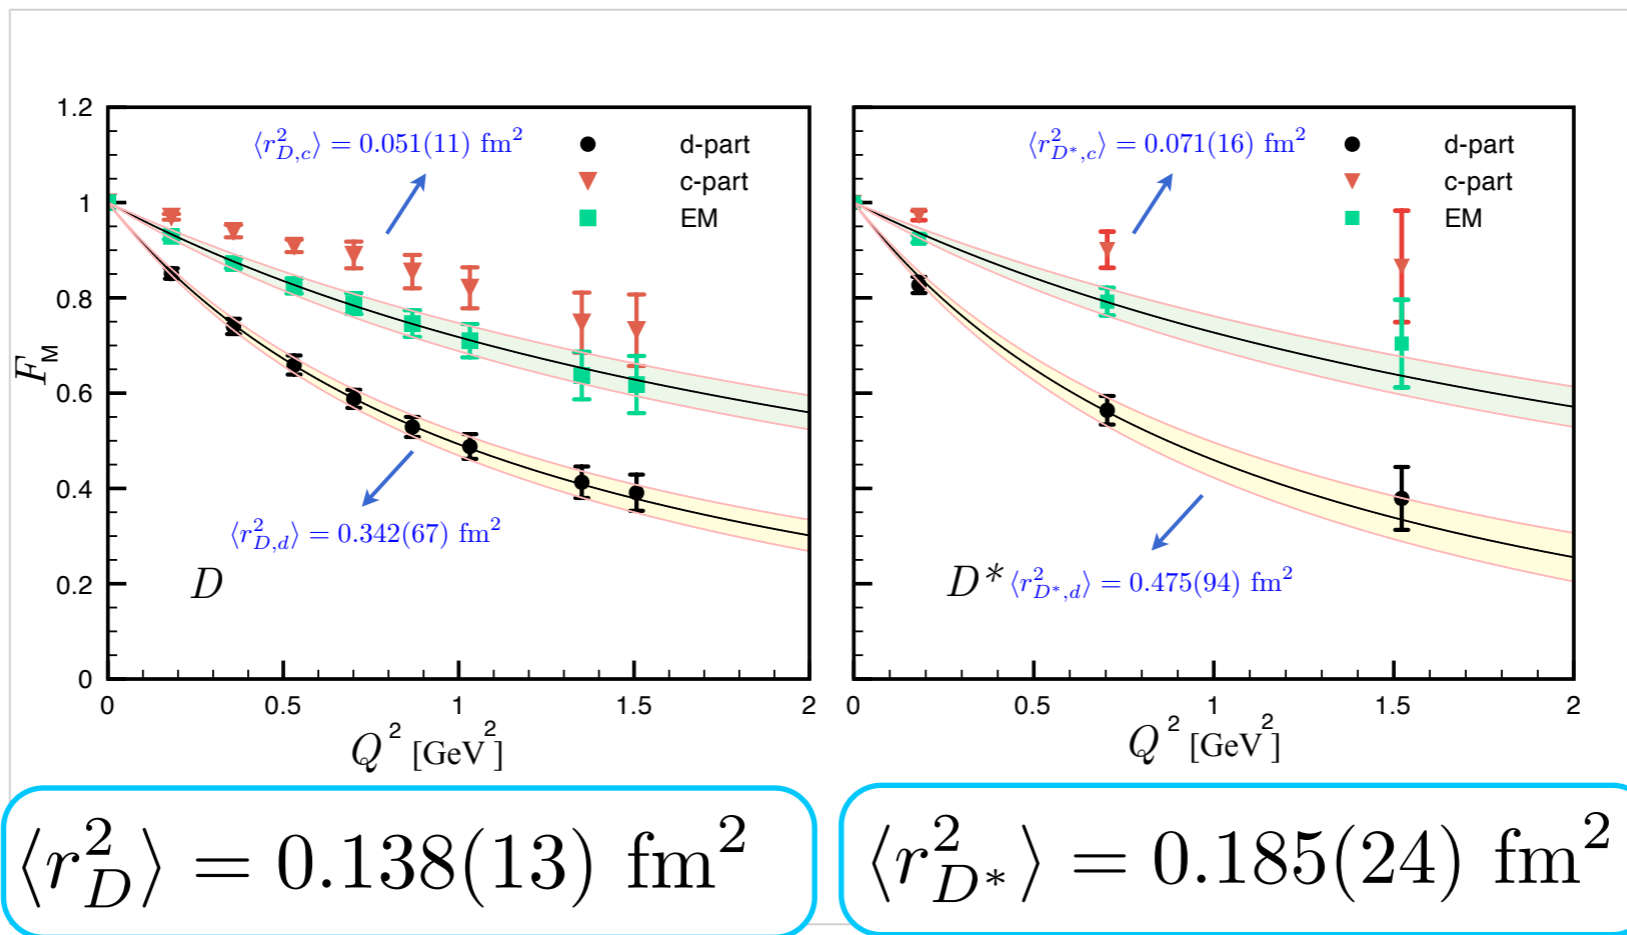 1.2
1
0.8
0.6
0.4
0.2
0
F_M
⟨r²_{D,c}⟩ = 0.051(11) fm²
d-part
c-part
EM
⟨r²_{D,d}⟩ = 0.342(67) fm²
D
0 0.5 1 1.5 2
Q² [GeV²]
⟨r²_{D*,c}⟩ = 0.071(16) fm²
d-part
c-part
EM
D* ⟨r²_{D*,d}⟩ = 0.475(94) fm²
0 0.5 1 1.5 2
Q² [GeV²]
⟨r²_D⟩ = 0.138(13) fm²
⟨r²_{D*}⟩ = 0.185(24) fm²